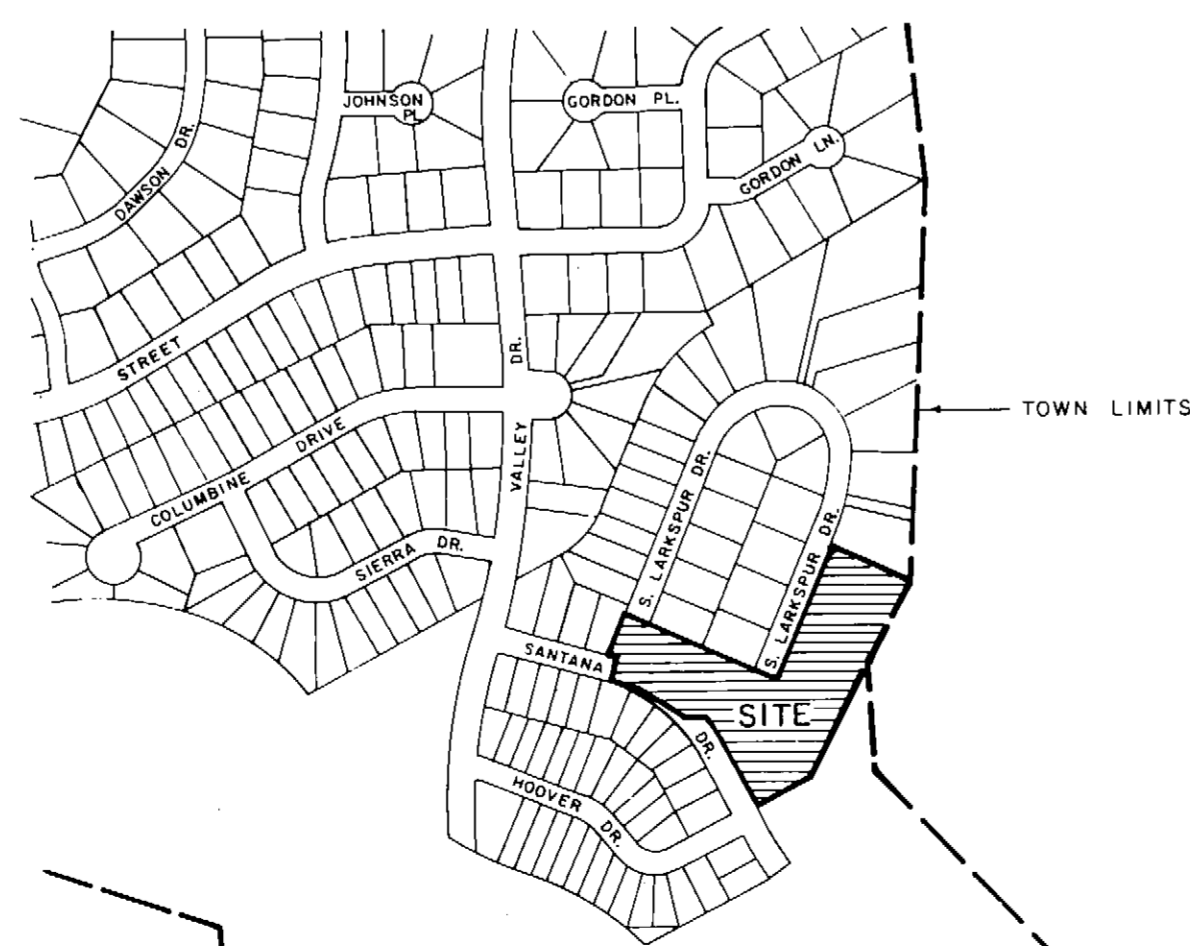 JOHNSON
PL.
GORDON PL.
GORDON LN.
DAWSON DR.
STREET
VALLEY DR.
TOWN LIMITS
COLUMBINE DRIVE
SIERRA DR.
S. LARKSPUR DR.
S. LARKSPUR DR.
SANTANA DR.
SITE
HOOVER DR.